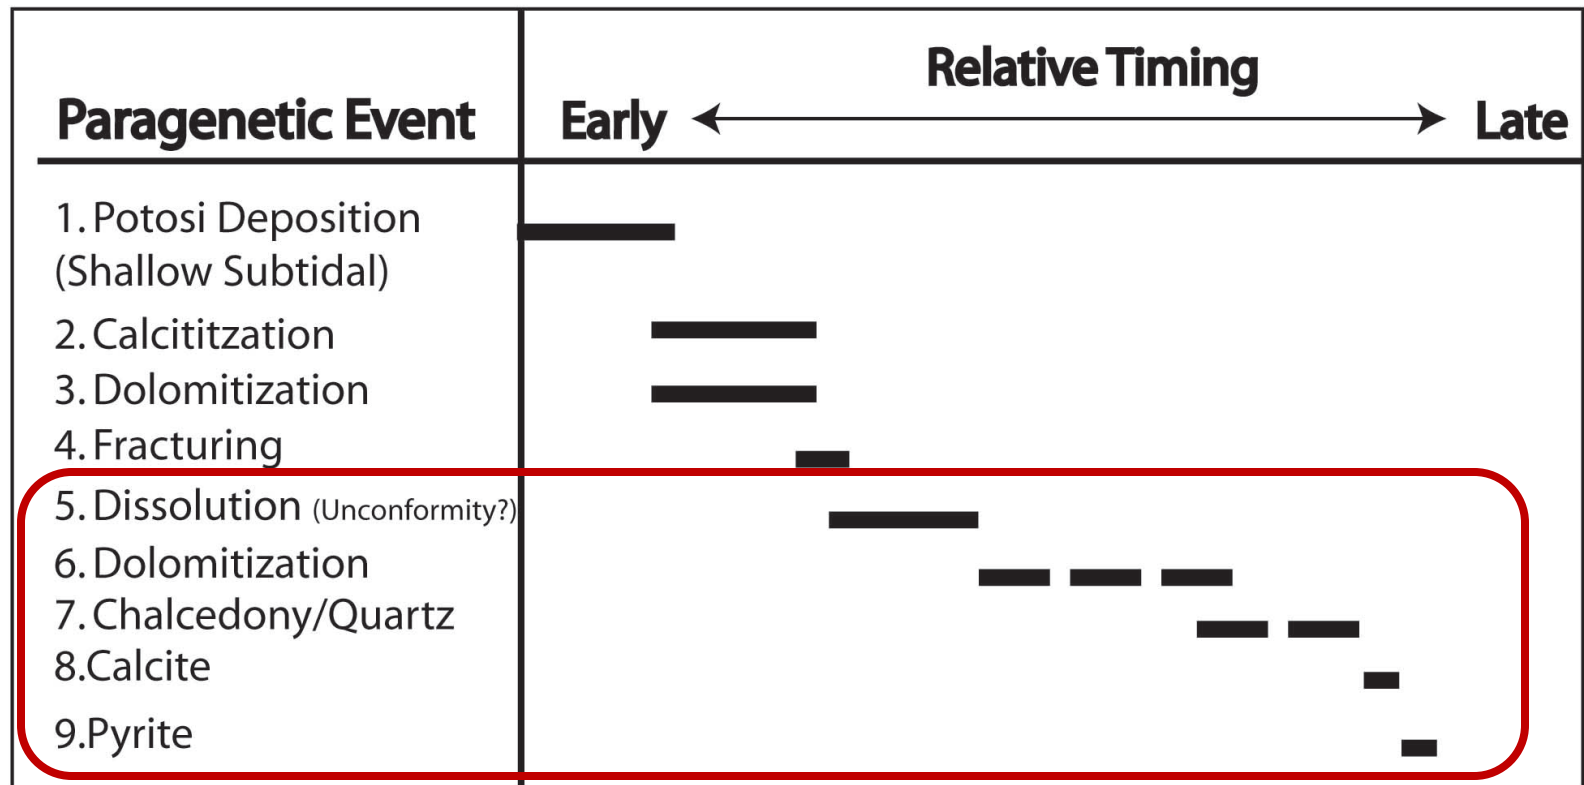 Relative Timing
Paragenetic Event Early Late
1. Potosi Deposition
(Shallow Subtidal)
2. Calcititzation
3. Dolomitization
4. Fracturing
5. Dissolution (Unconformity?)
6. Dolomitization
7. Chalcedony/Quartz
8.Calcite
9.Pyrite